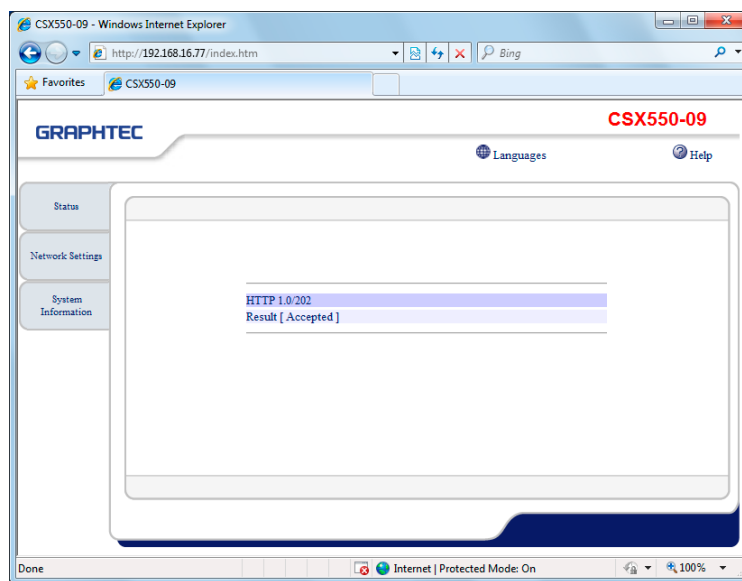 CSX550-09 - Windows Internet Explorer
http://192.168.16.77/index.htm
Bing
Favorites
CSX550-09
GRAPHTEC
CSX550-09
Languages
Help
Status
Network Settings
System
Information
HTTP 1.0/202
Result [ Accepted ]
Done
Internet | Protected Mode: On
100%